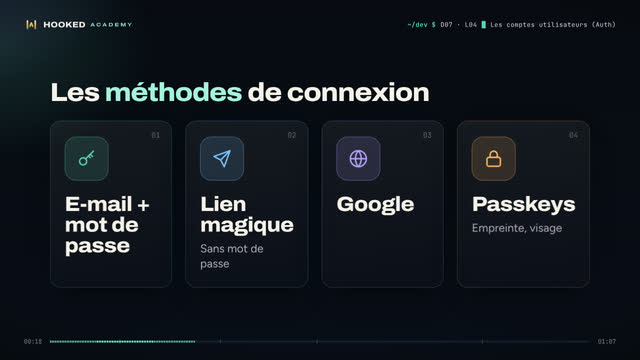 HOOKED ACADEMY
~/dev $ D07 · L04 Les comptes utilisateurs (Auth)
Les méthodes de connexion
01
E-mail +
mot de
passe
02
Lien
magique
Sans mot de
passe
03
Google
04
Passkeys
Empreinte, visage
00:18
01:07